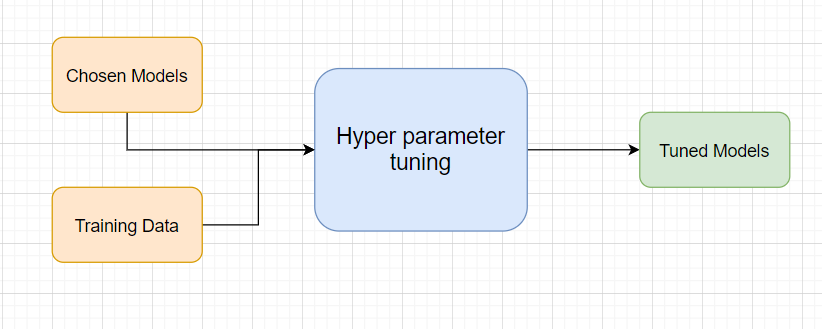 Chosen Models
Hyper parameter
tuning
Tuned Models
Training Data